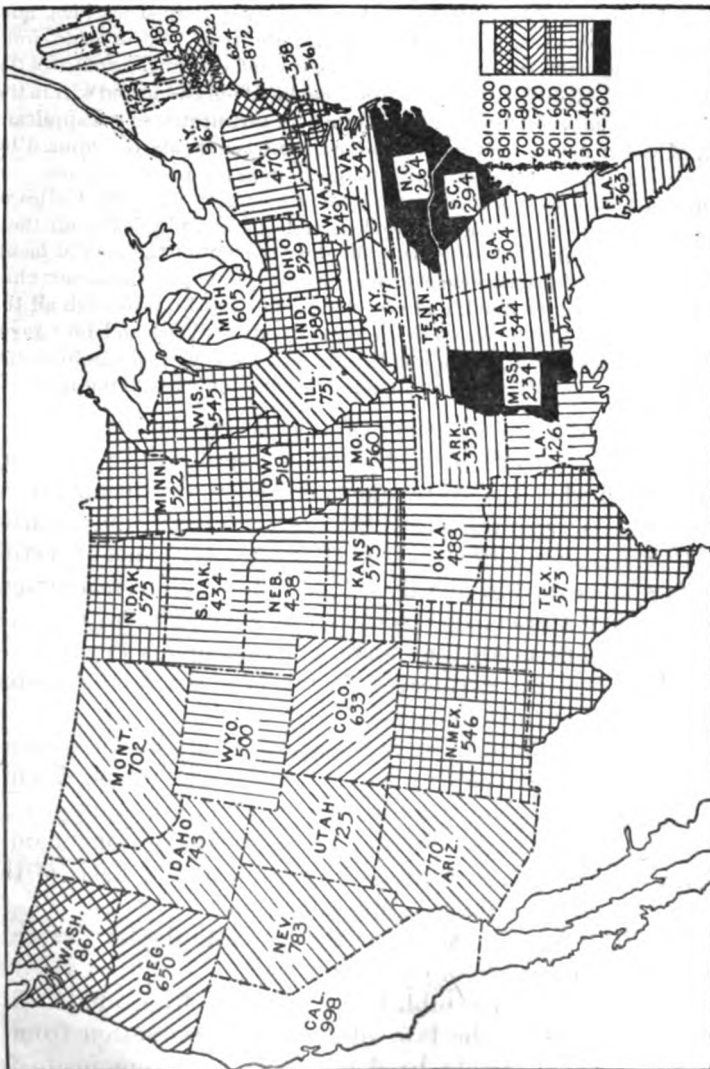 WASH.
867
OREG.
650
CAL.
998
NEV.
783
IDAHO
743
MONT.
702
WYO.
500
UTAH
725
ARIZ.
770
COLO.
633
N.MEX.
546
N.DAK.
575
S.DAK.
434
NEB.
438
KANS
573
OKLA.
488
TEX.
573
MINN.
522
IOWA
518
MO.
560
ARK.
335
LA.
426
WIS.
545
ILL.
751
MICH
605
IND.
580
OHIO
529
KY.
377
TENN.
333
MISS.
234
ALA.
344
GA.
304
FLA.
363
S.C.
294
N.C.
264
VA.
342
W.VA.
349
PA.
470
N.Y.
961
ME.
N.H.
487
800
722
624
872
358
361
901-1000
$801-900
$701-800
$601-700
$501-600
$401-500
$301-400
$201-300